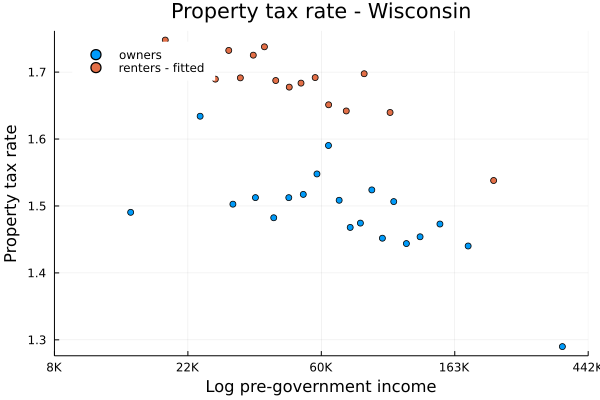 Property tax rate - Wisconsin
owners
renters - fitted
Property tax rate
1.7
1.6
1.5
1.4
1.3
8K
22K
60K
163K
442K
Log pre-government income